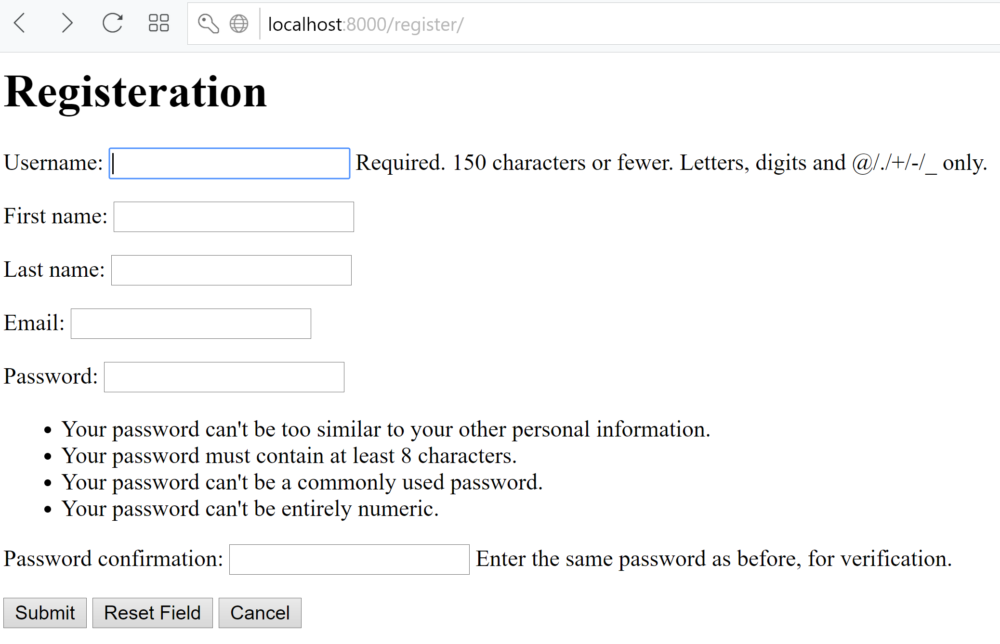 localhost:8000/register/
Registeration
Username: Required. 150 characters or fewer. Letters, digits and @/./+/-/_ only.
First name:
Last name:
Email:
Password:
• Your password can't be too similar to your other personal information.
• Your password must contain at least 8 characters.
• Your password can't be a commonly used password.
• Your password can't be entirely numeric.
Password confirmation: Enter the same password as before, for verification.
Submit Reset Field Cancel